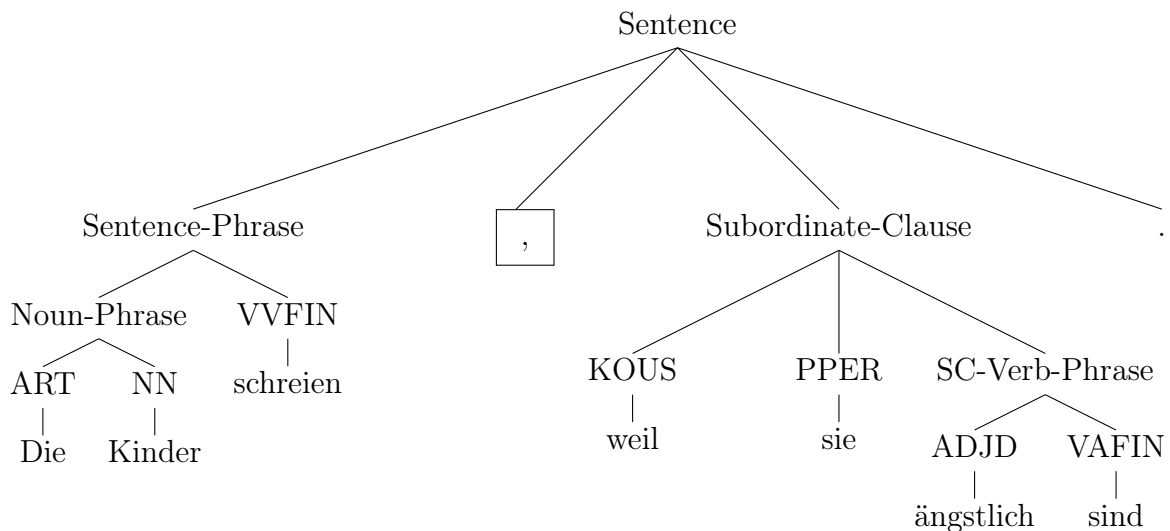 Sentence
Sentence-Phrase , Subordinate-Clause .
Noun-Phrase VVFIN
KOUS PPER SC-Verb-Phrase
ART NN schreien
Die Kinder
weil sie
ADJD VAFIN
ängstlich sind